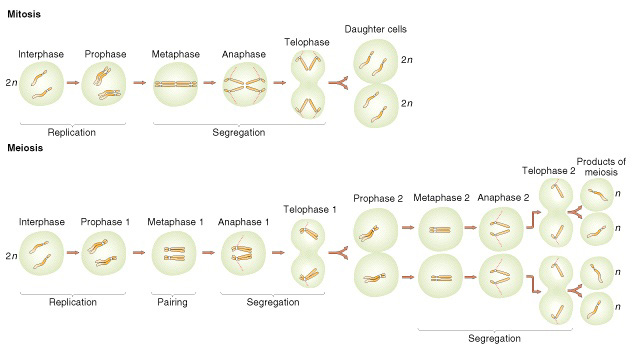 Mitosis
Daughter cells
Telophase
Interphase Prophase Metaphase Anaphase
2n
2n
2n
Replication Segregation
Meiosis
Products of
meiosis
Telophase 2
Prophase 2 Metaphase 2 Anaphase 2
n
Telophase 1
Interphase Prophase 1 Metaphase 1 Anaphase 1
n
2n
n
n
Replication Pairing Segregation
Segregation